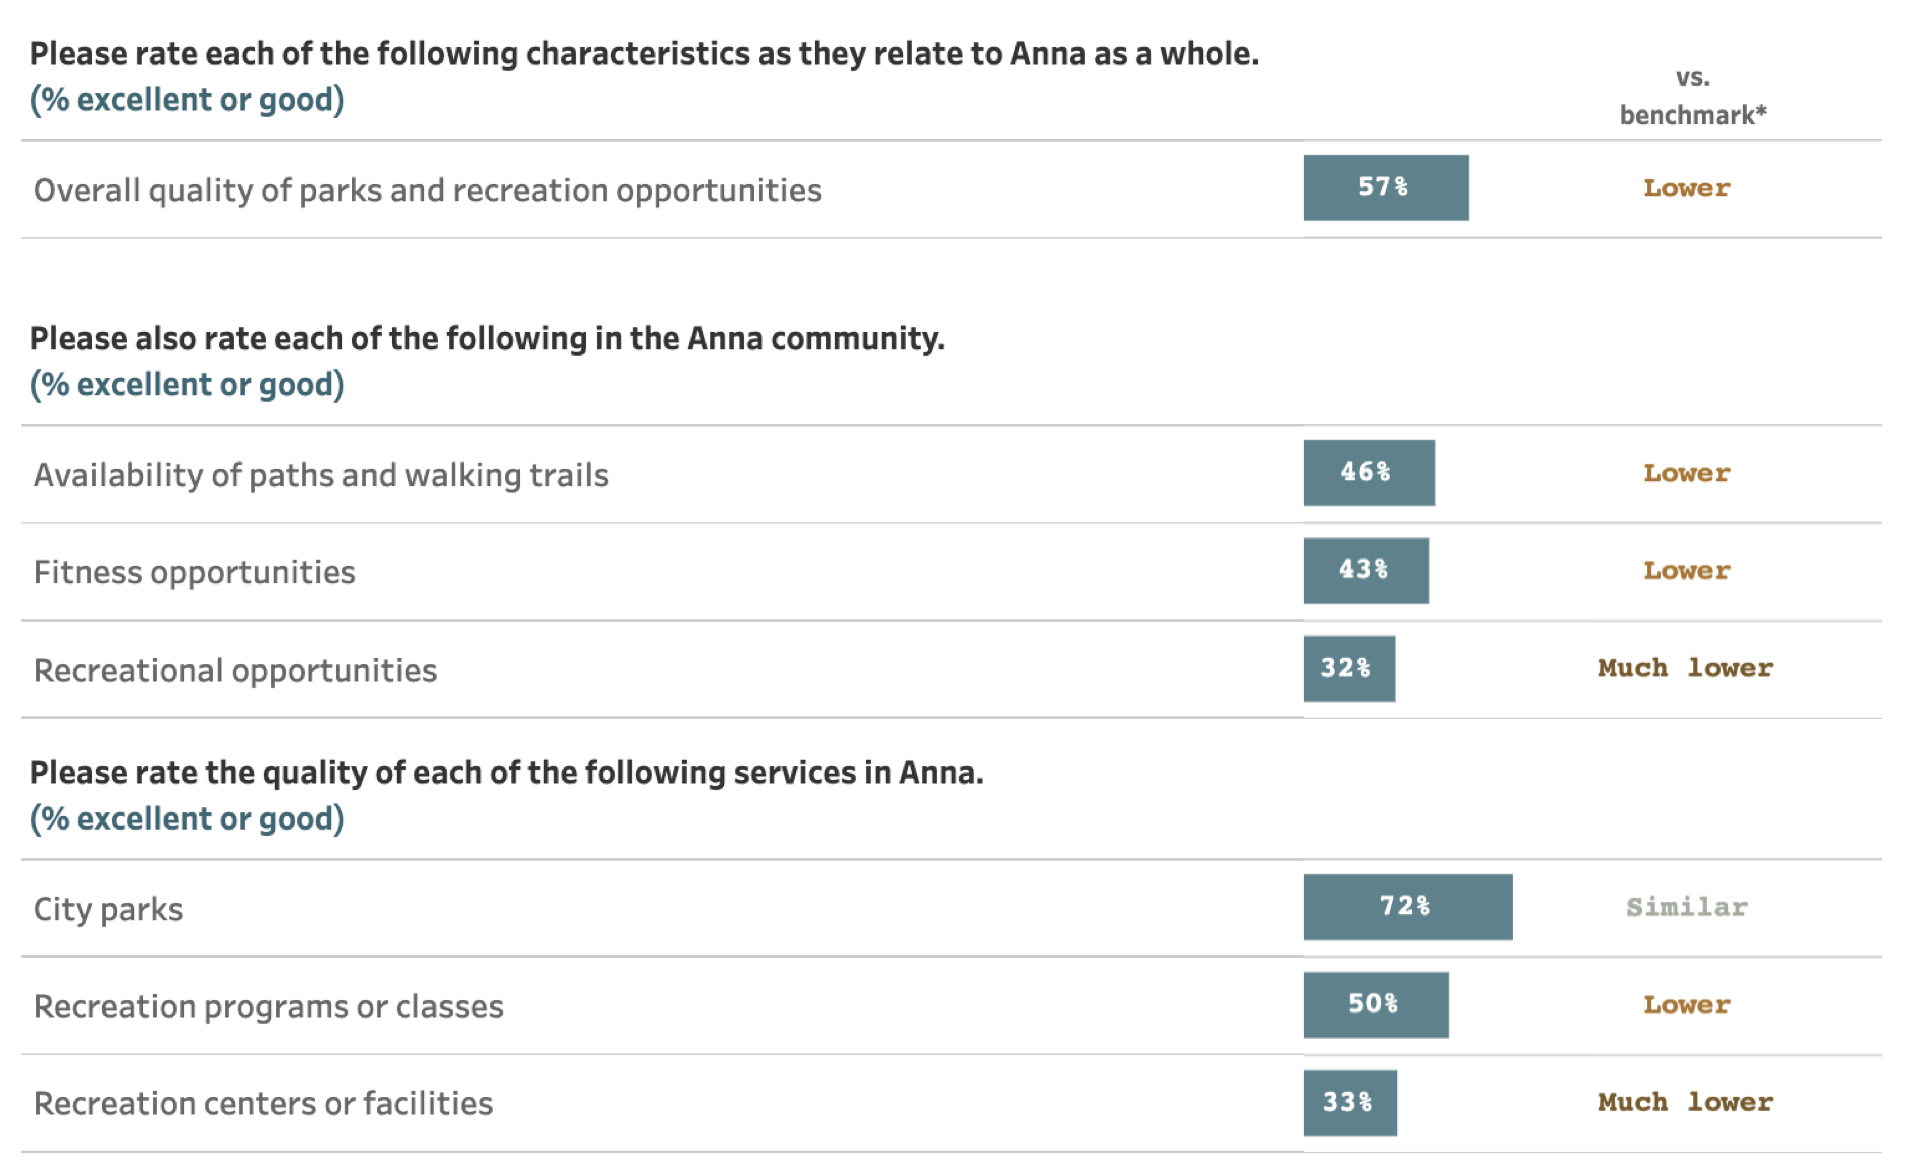 Please rate each of the following characteristics as they relate to Anna as a whole.
(% excellent or good)
vs.
benchmark*
Overall quality of parks and recreation opportunities 57% Lower
Please also rate each of the following in the Anna community.
(% excellent or good)
Availability of paths and walking trails 46% Lower
Fitness opportunities 43% Lower
Recreational opportunities 32% Much lower
Please rate the quality of each of the following services in Anna.
(% excellent or good)
City parks 72% Similar
Recreation programs or classes 50% Lower
Recreation centers or facilities 33% Much lower